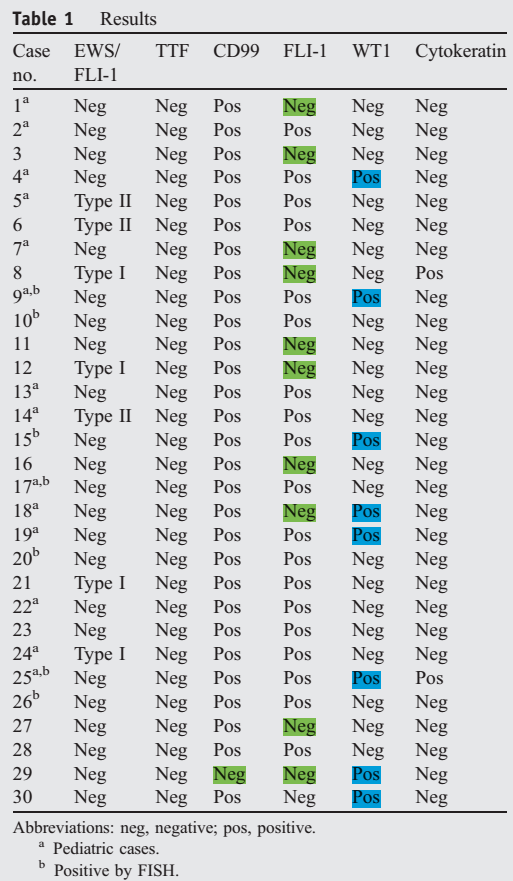 Table 1 Results
Case no. EWS/FLI-1 TTF CD99 FLI-1 WT1 Cytokeratin
1a Neg Neg Pos Neg Neg Neg
2a Neg Neg Pos Pos Neg Neg
3 Neg Neg Pos Neg Neg Neg
4a Neg Neg Pos Pos Pos Neg
5a Type II Neg Pos Pos Neg Neg
6 Type II Neg Pos Pos Neg Neg
7a Neg Neg Pos Neg Neg Neg
8 Type I Neg Pos Neg Neg Pos
9a,b Neg Neg Pos Pos Pos Neg
10b Neg Neg Pos Pos Neg Neg
11 Neg Neg Pos Neg Neg Neg
12 Type I Neg Pos Neg Neg Neg
13a Neg Neg Pos Pos Neg Neg
14a Type II Neg Pos Pos Neg Neg
15b Neg Neg Pos Pos Pos Neg
16 Neg Neg Pos Neg Neg Neg
17a,b Neg Neg Pos Pos Neg Neg
18a Neg Neg Pos Neg Pos Neg
19a Neg Neg Pos Pos Pos Neg
20b Neg Neg Pos Pos Neg Neg
21 Type I Neg Pos Pos Neg Neg
22a Neg Neg Pos Pos Neg Neg
23 Neg Neg Pos Pos Neg Neg
24a Type I Neg Pos Pos Neg Neg
25a,b Neg Neg Pos Pos Pos Pos
26b Neg Neg Pos Pos Neg Neg
27 Neg Neg Pos Neg Neg Neg
28 Neg Neg Pos Pos Neg Neg
29 Neg Neg Neg Neg Pos Neg
30 Neg Neg Pos Neg Pos Neg
Abbreviations: neg, negative; pos, positive.
a Pediatric cases.
b Positive by FISH.